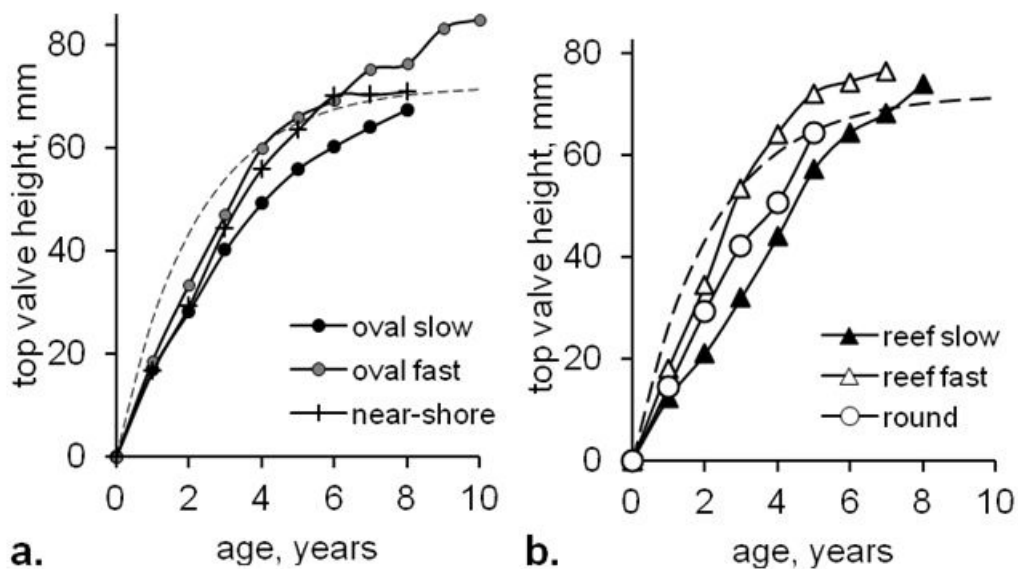 top valve height, mm
80
60
40
20
0
oval slow
oval fast
near-shore
0 2 4 6 8 10
age, years
a.
top valve height, mm
80
60
40
20
0
reef slow
reef fast
round
0 2 4 6 8 10
age, years
b.